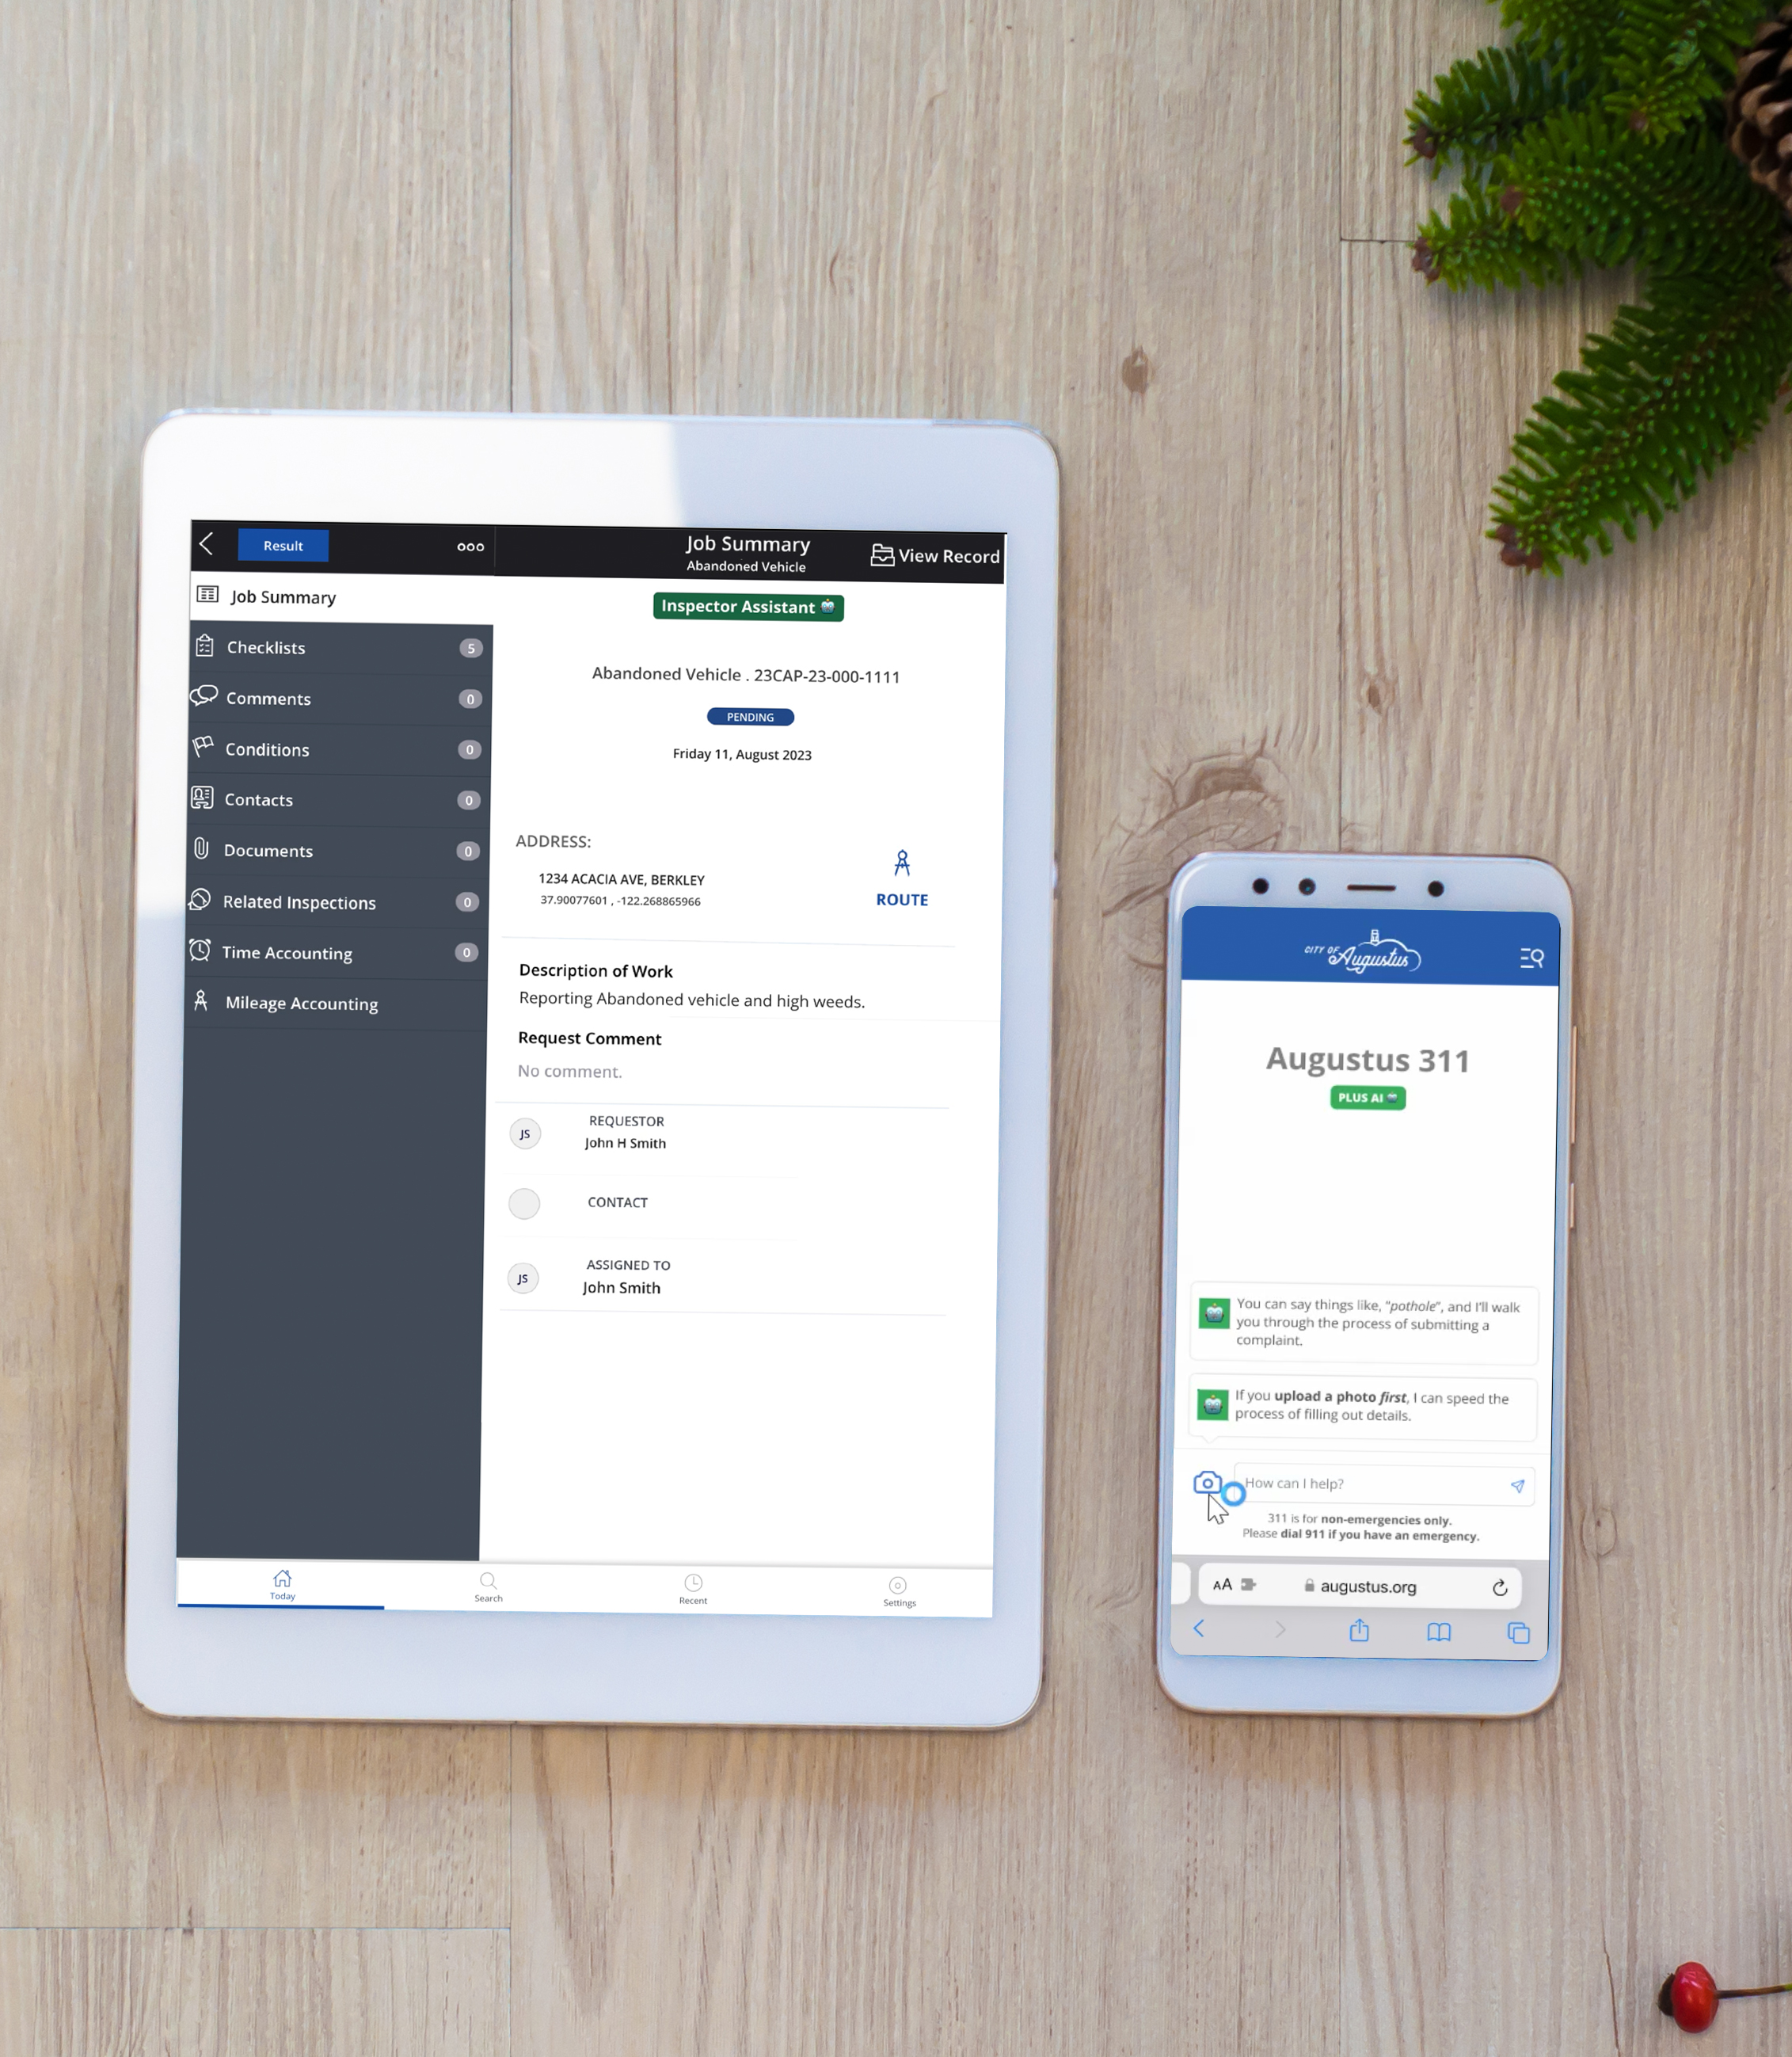 Result
ooo
Job Summary
Abandoned Vehicle
View Record
Job Summary
Checklists 5
Comments 0
Conditions 0
Contacts 0
Documents 0
Related Inspections 0
Time Accounting 0
Mileage Accounting
Inspector Assistant
Abandoned Vehicle . 23CAP-23-000-1111
PENDING
Friday 11, August 2023
ADDRESS:
1234 ACACIA AVE, BERKLEY
37.90077601 , -122.268865966
ROUTE
Description of Work
Reporting Abandoned vehicle and high weeds.
Request Comment
No comment.
JS
REQUESTOR
John H Smith
CONTACT
JS
ASSIGNED TO
John Smith
Today
Search
Recent
Settings
CITY OF Augustus
Augustus 311
PLUS AI
You can say things like, "pothole", and I'll walk
you through the process of submitting a
complaint.
If you upload a photo first, I can speed the
process of filling out details.
How can I help?
311 is for non-emergencies only.
Please dial 911 if you have an emergency.
AA
augustus.org